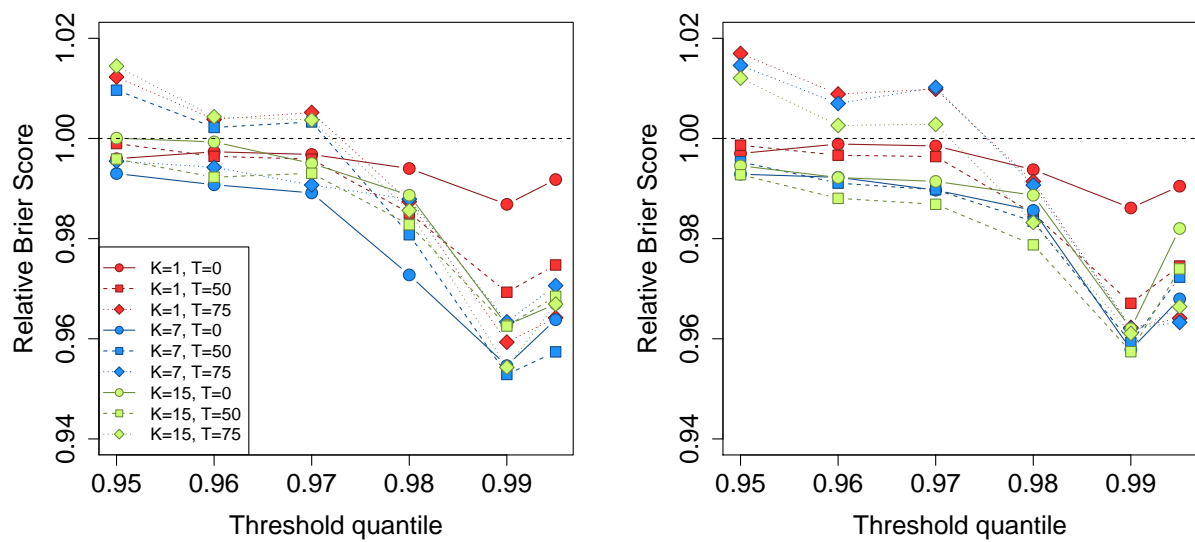 1.02
1.00
0.98
0.96
0.94
Relative Brier Score
K=1, T=0
K=1, T=50
K=1, T=75
K=7, T=0
K=7, T=50
K=7, T=75
K=15, T=0
K=15, T=50
K=15, T=75
0.95 0.96 0.97 0.98 0.99
Threshold quantile
1.02
1.00
0.98
0.96
0.94
Relative Brier Score
0.95 0.96 0.97 0.98 0.99
Threshold quantile